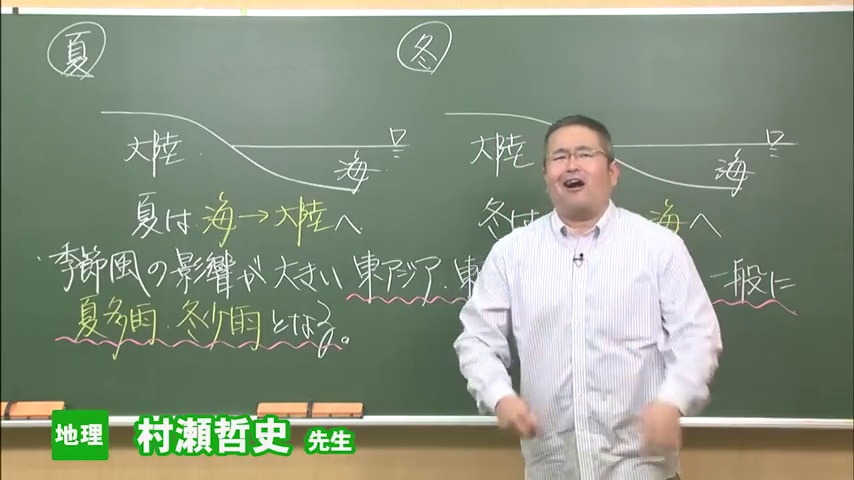 夏
冬
大陸
海
大陸
海
夏は 海→大陸へ
冬は
海へ
・季節風の影響が大きい 東アジア・東
一般に
夏多雨・冬少雨となる。
地理 村瀬哲史 先生